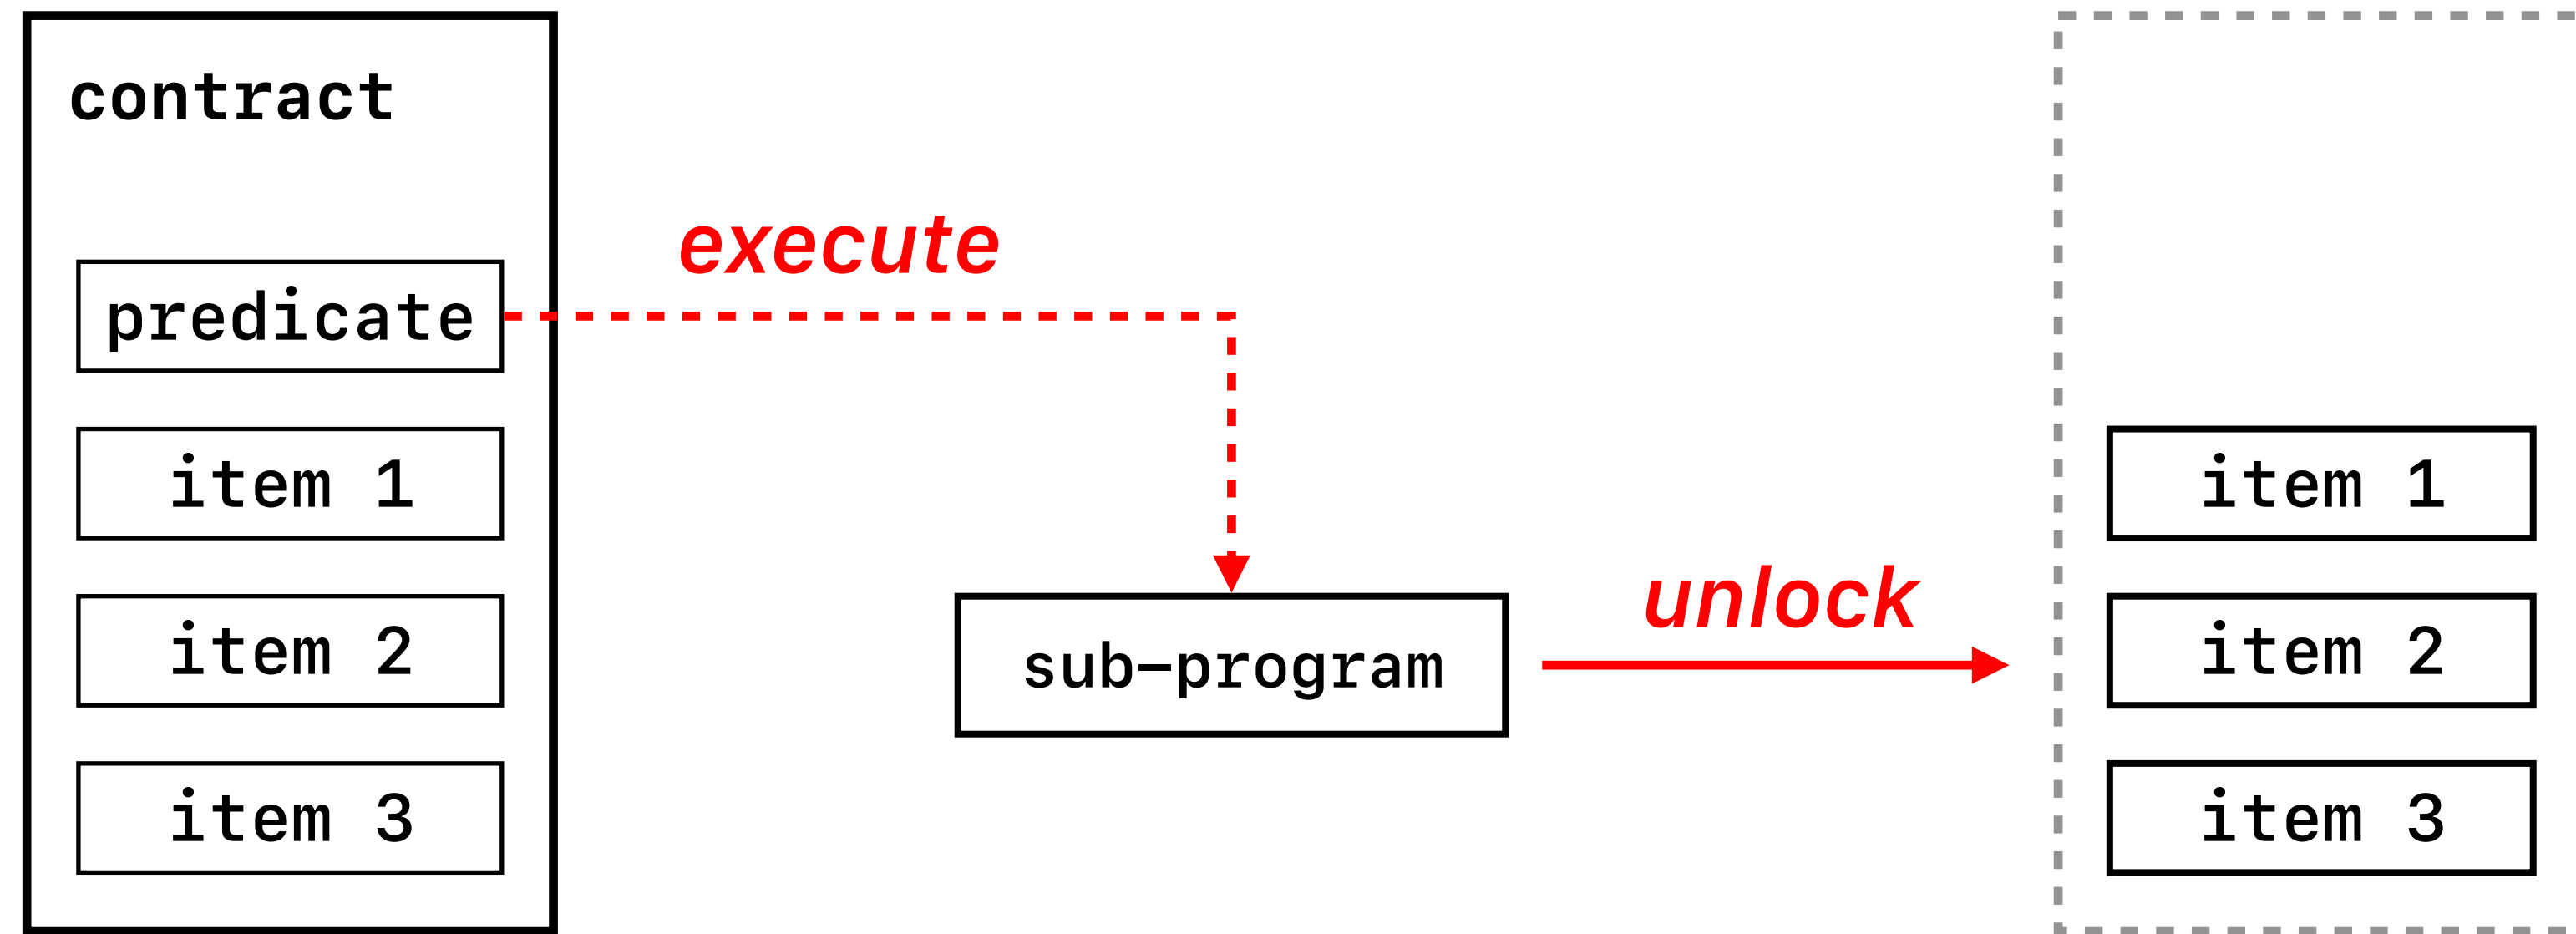 contract
predicate
item 1
item 2
item 3
execute
sub-program
unlock
item 1
item 2
item 3